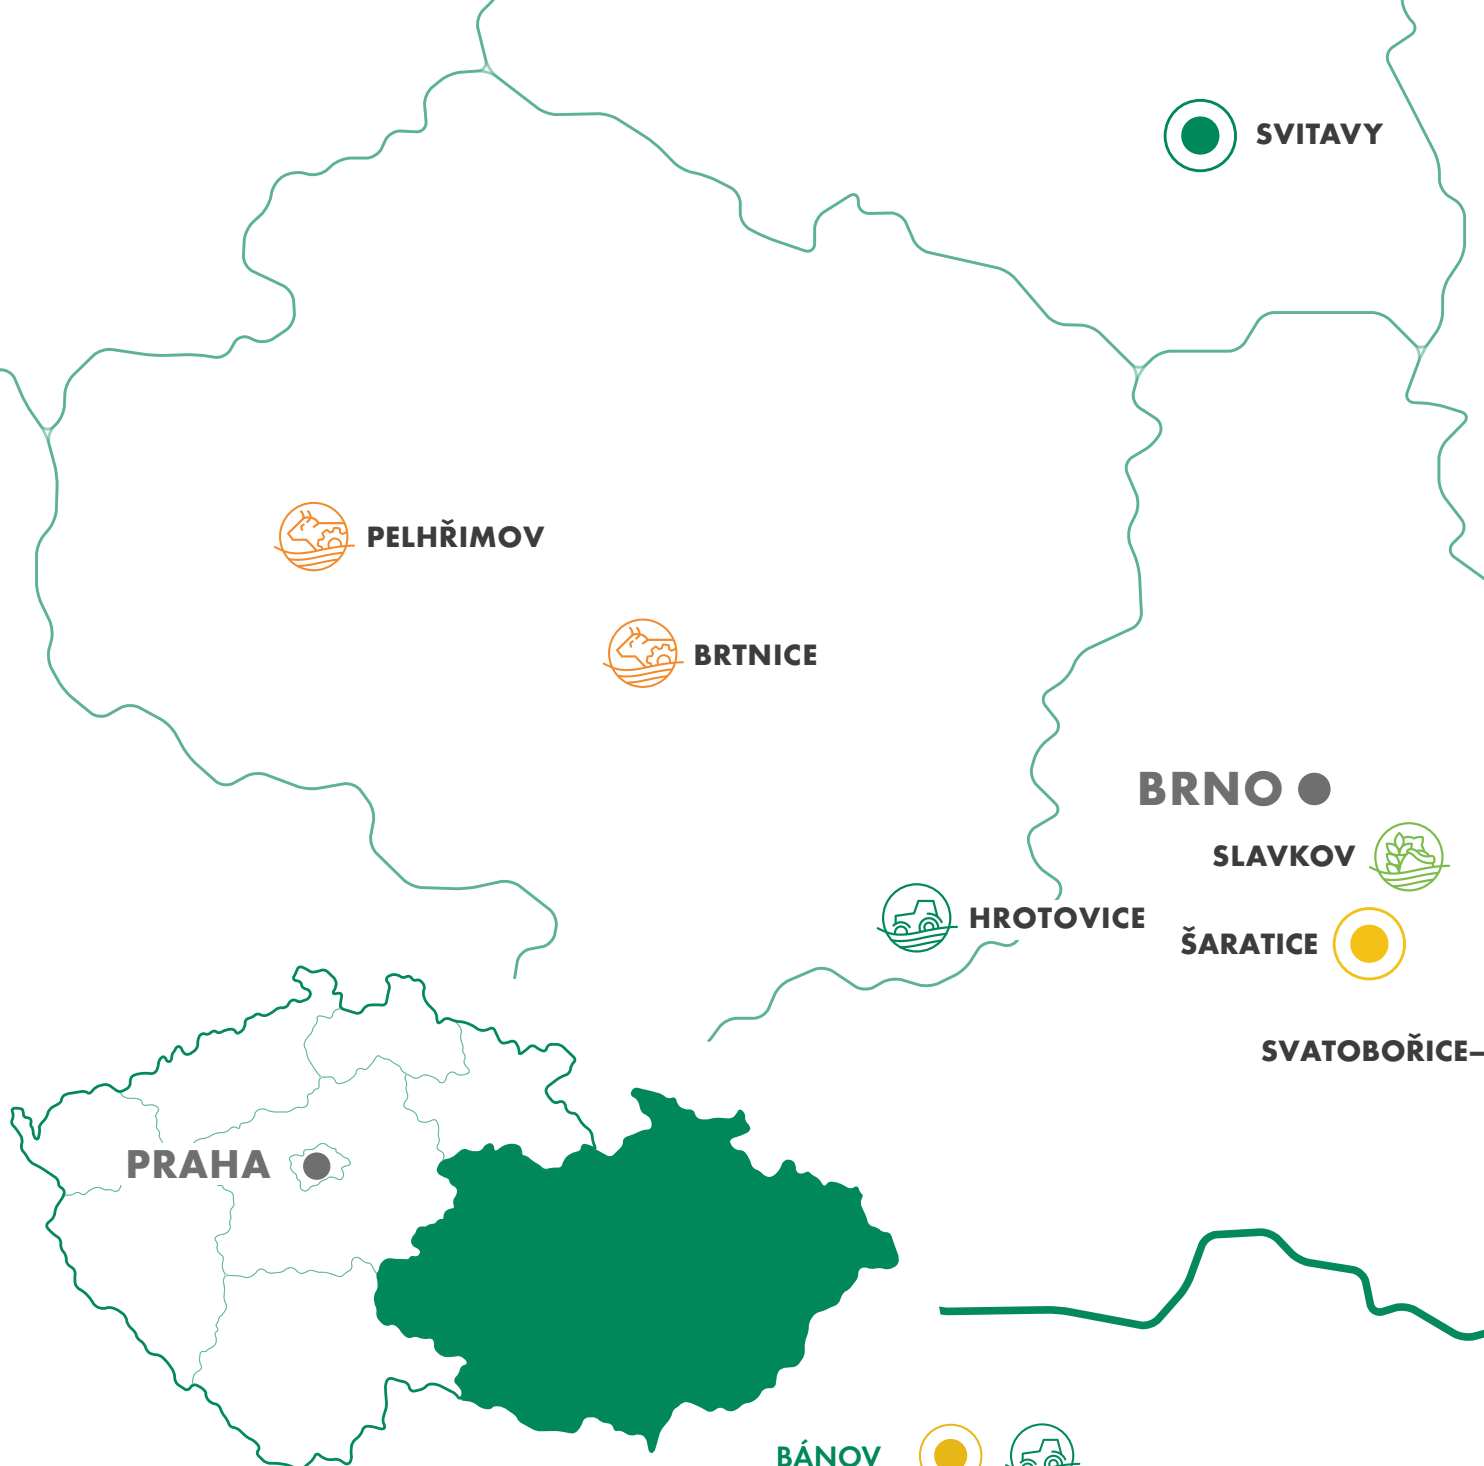 SVITAVY
PELHŘIMOV
BRTNICE
BRNO
SLAVKOV
HROTOVICE
ŠARATICE
SVATOBOŘICE–
PRAHA
BÁNOV